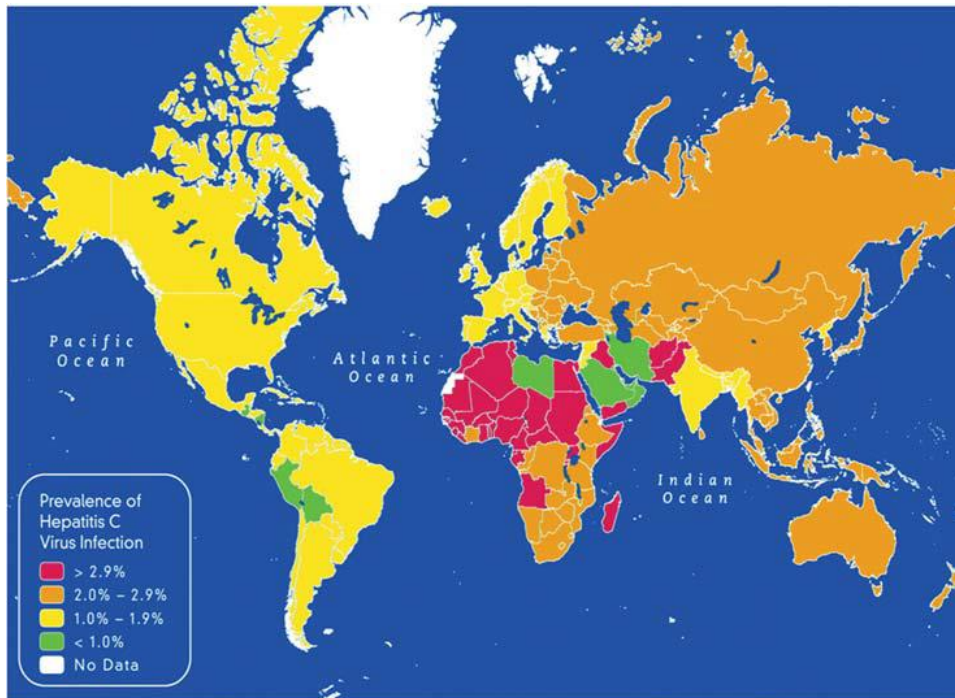 Pacific
Ocean
Atlantic
Ocean
Indian
Ocean
Prevalence of
Hepatitis C
Virus Infection
> 2.9%
2.0% – 2.9%
1.0% – 1.9%
< 1.0%
No Data